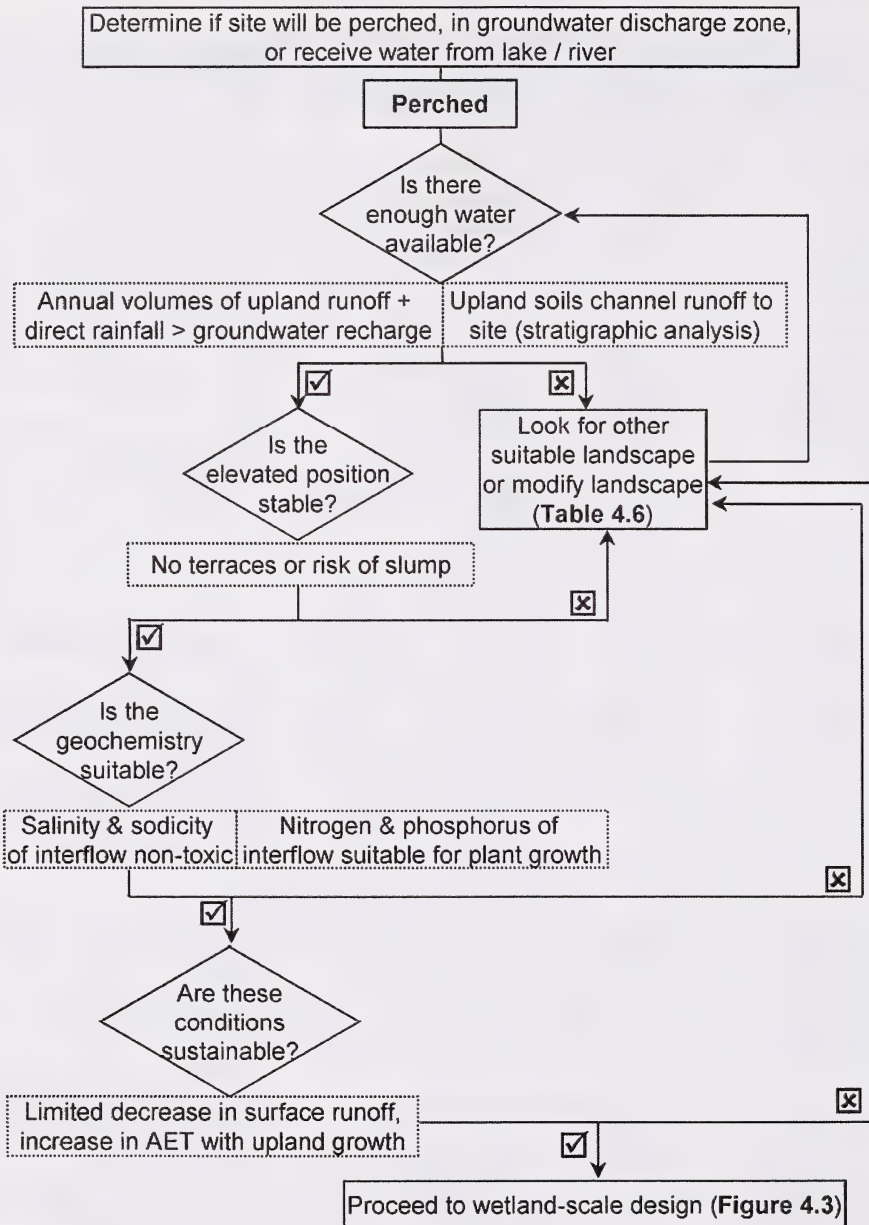 Determine if site will be perched, in groundwater discharge zone,
or receive water from lake / river
Perched
Is there
enough water
available?
Annual volumes of upland runoff +
direct rainfall > groundwater recharge
Upland soils channel runoff to
site (stratigraphic analysis)
Is the
elevated position
stable?
Look for other
suitable landscape
or modify landscape
(Table 4.6)
No terraces or risk of slump
Is the
geochemistry
suitable?
Salinity & sodicity
of interflow non-toxic
Nitrogen & phosphorus of
interflow suitable for plant growth
Are these
conditions
sustainable?
Limited decrease in surface runoff,
increase in AET with upland growth
Proceed to wetland-scale design (Figure 4.3)